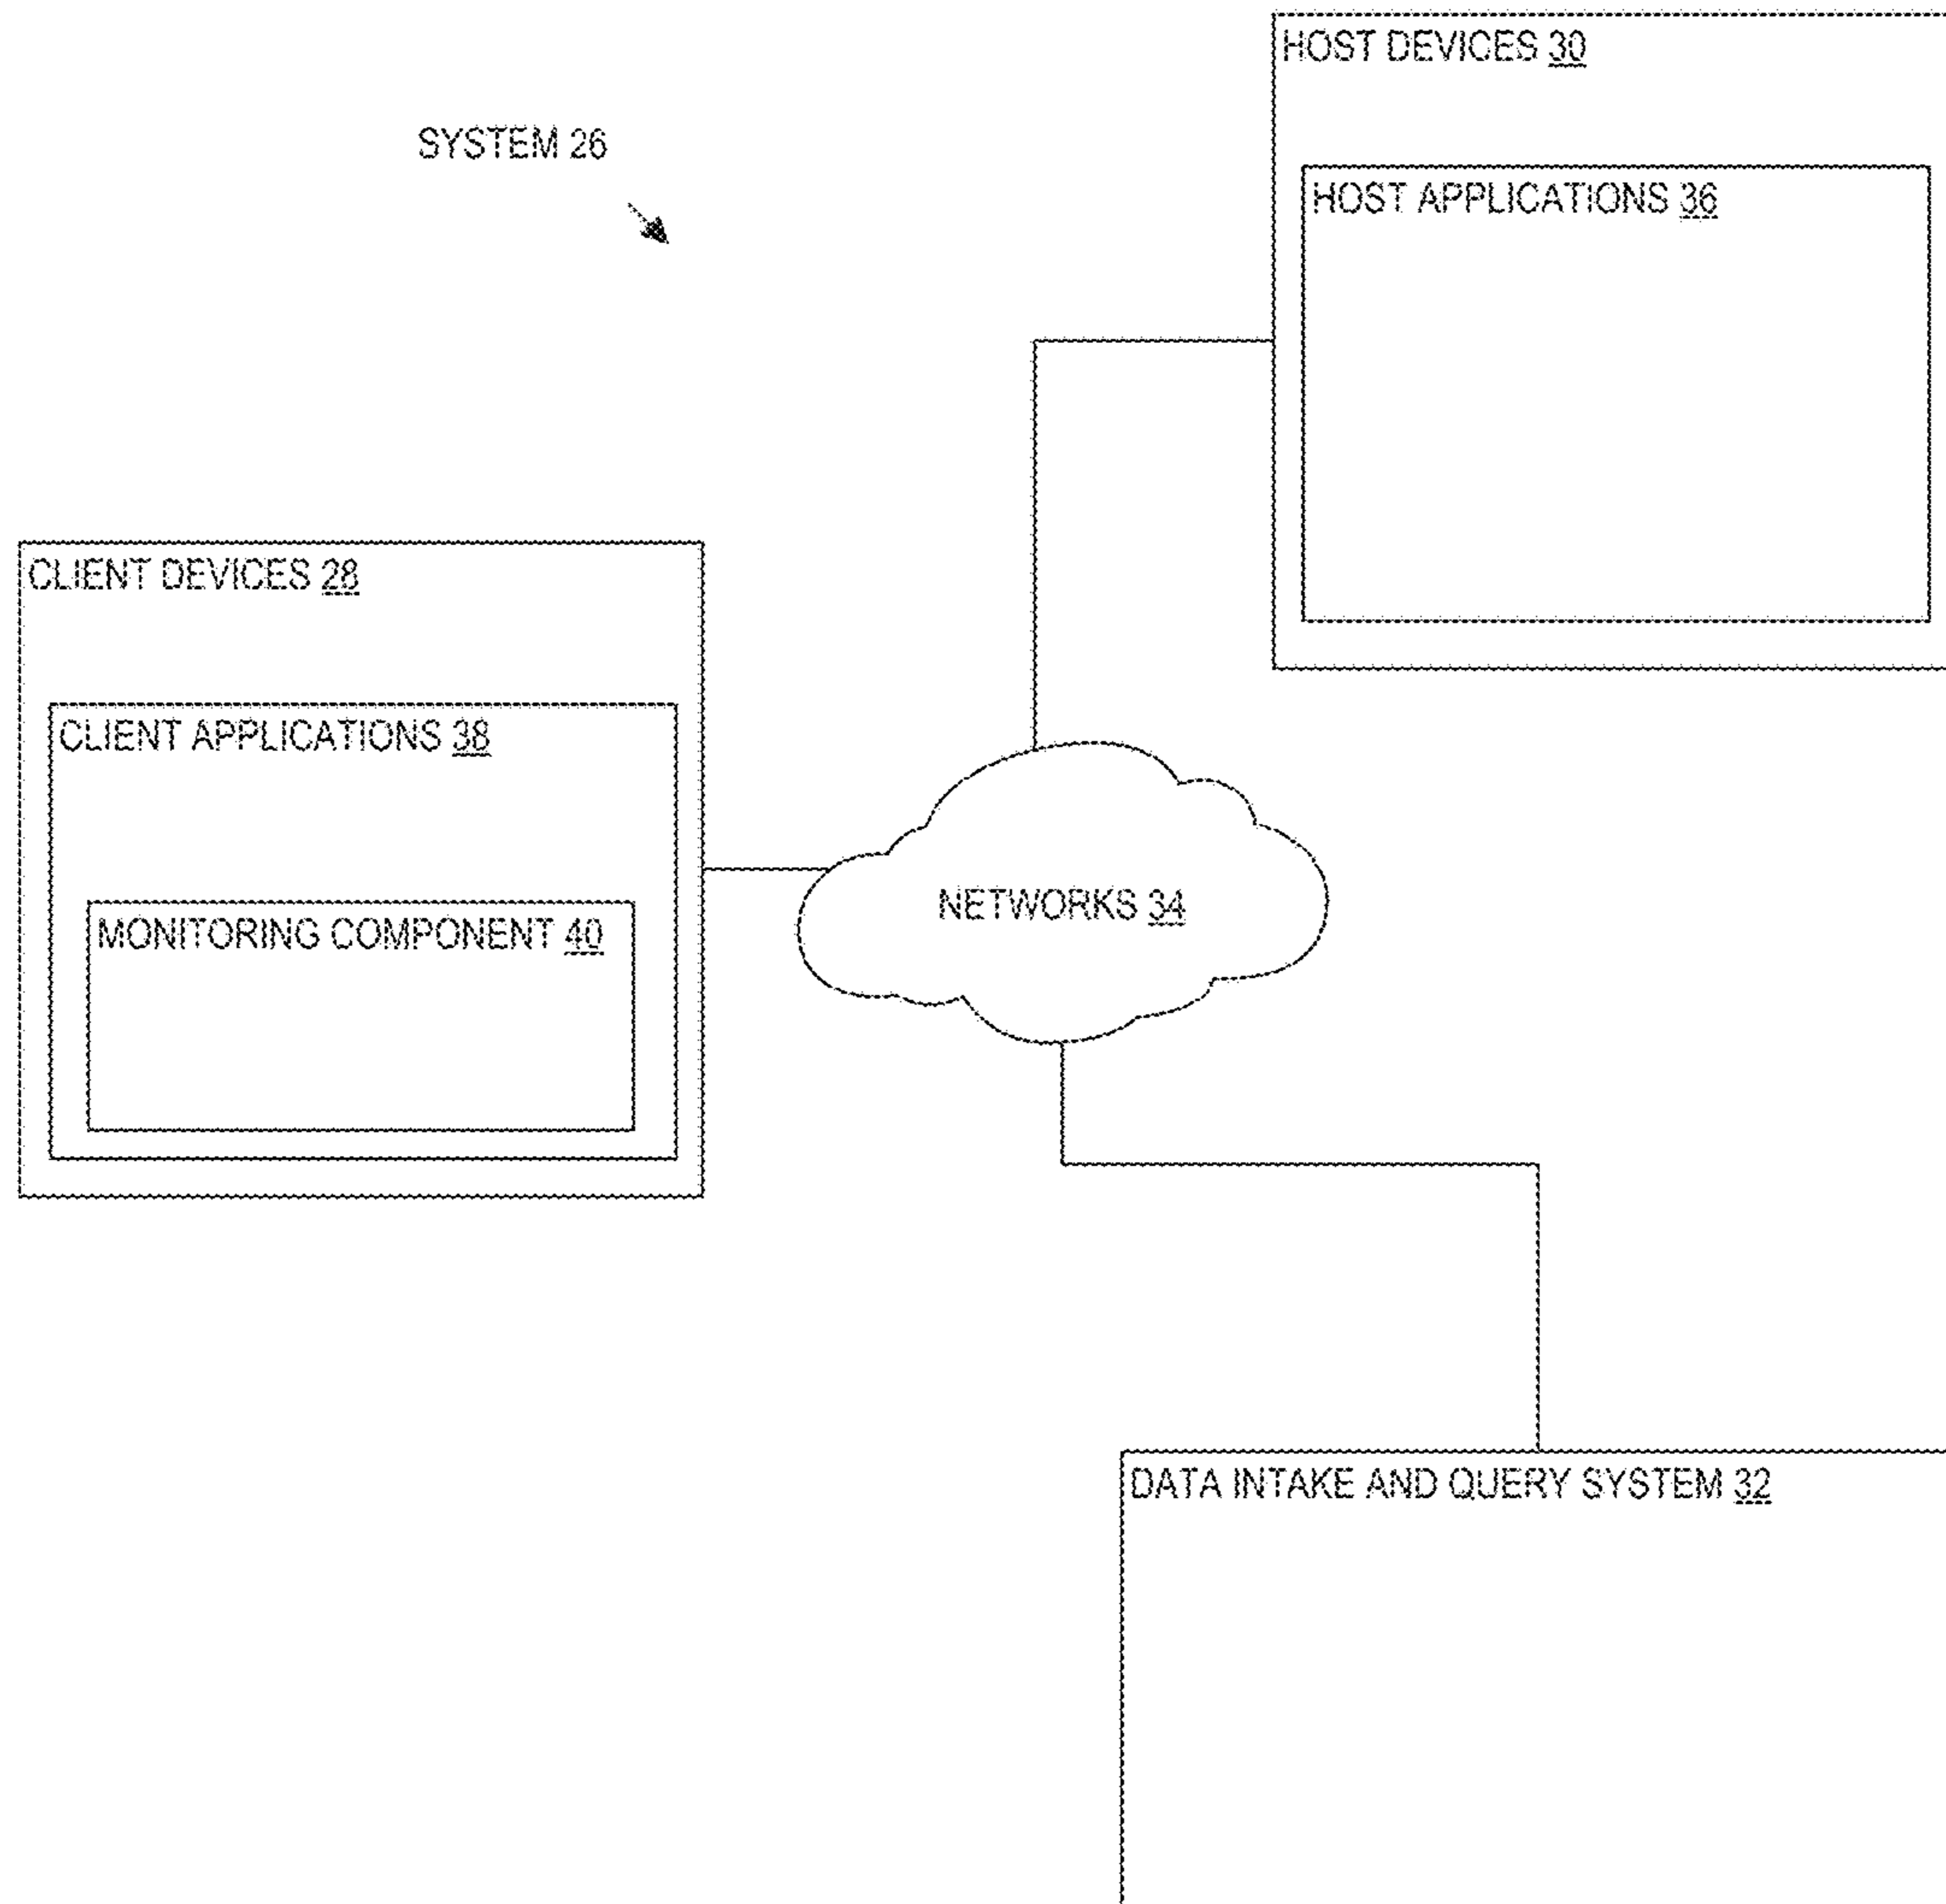 HOST DEVICES 30
SYSTEM 26
HOST APPLICATIONS 36
CLIENT DEVICES 28
CLIENT APPLICATIONS 38
NETWORKS 34
MONITORING COMPONENT 40
DATA INTAKE AND QUERY SYSTEM 32